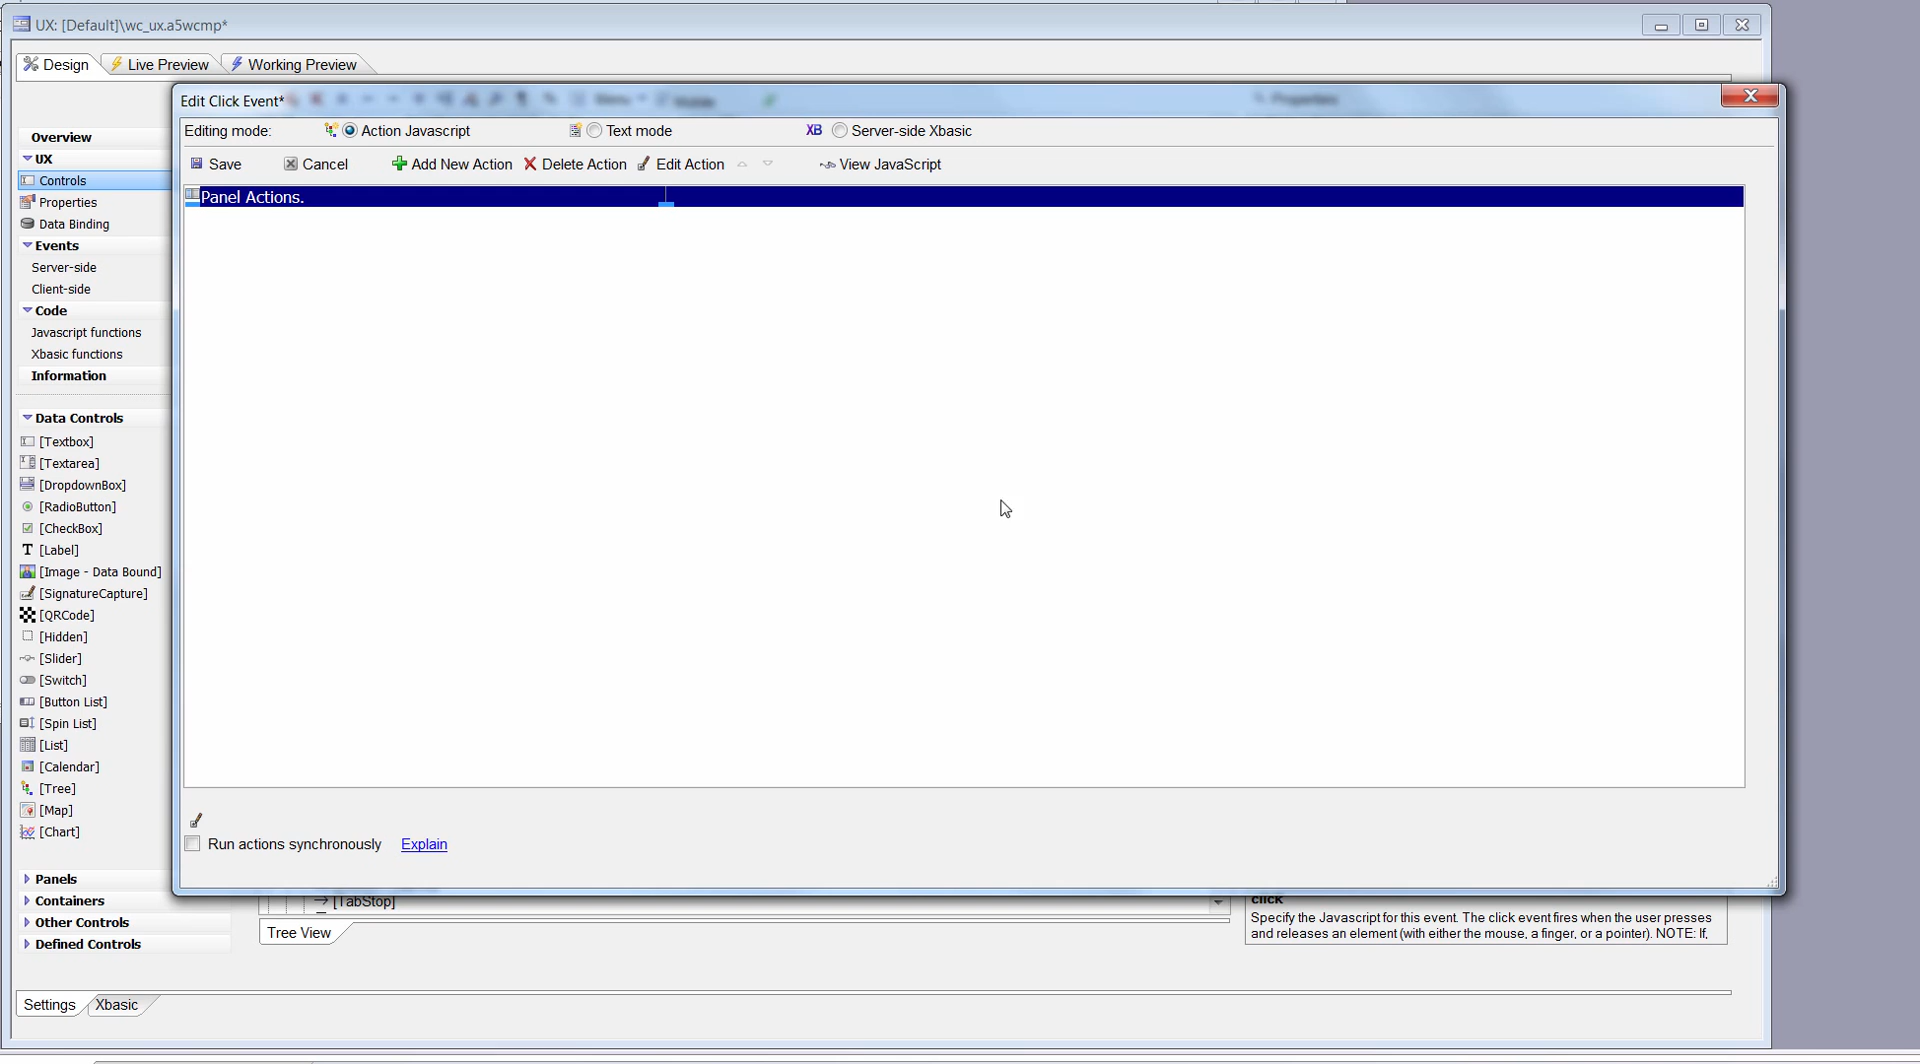 UX: [Default]\wc_ux.a5wcmp*
Design
Live Preview
Working Preview
Edit Click Event*
Menu
Mobile
Properties
Editing mode:
Action Javascript
Text mode
XB
Server-side Xbasic
Save
Cancel
Add New Action
Delete Action
Edit Action
View JavaScript
Panel Actions.
Overview
UX
Controls
Properties
Data Binding
Events
Server-side
Client-side
Code
Javascript functions
Xbasic functions
Information
Data Controls
[Textbox]
[Textarea]
[DropdownBox]
[RadioButton]
[CheckBox]
[Label]
[Image - Data Bound]
[SignatureCapture]
[QRCode]
[Hidden]
[Slider]
[Switch]
[Button List]
[Spin List]
[List]
[Calendar]
[Tree]
[Map]
[Chart]
Panels
Containers
Other Controls
Defined Controls
Run actions synchronously
Explain
[TabStop]
Tree View
click
Specify the Javascript for this event. The click event fires when the user presses
and releases an element (with either the mouse, a finger, or a pointer). NOTE: If,
Settings
Xbasic